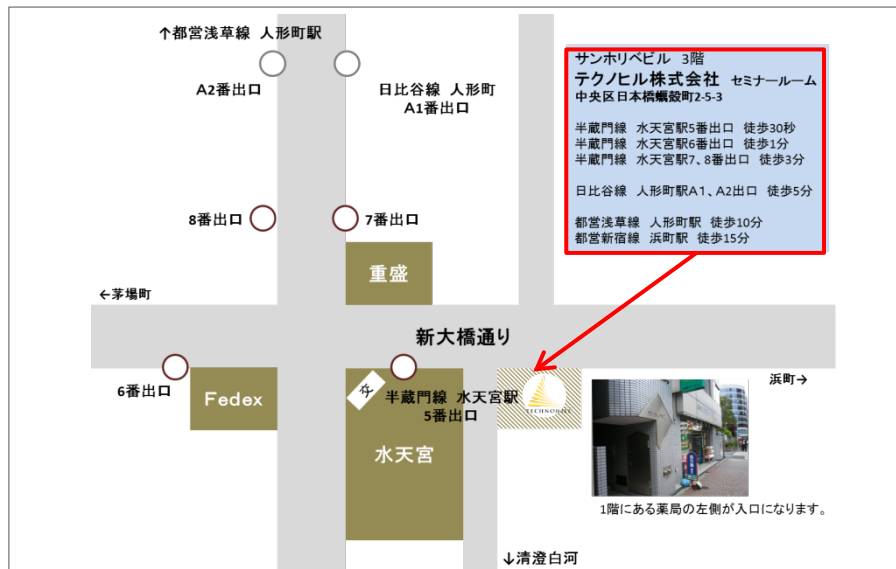 ↑都営浅草線 人形町駅
A2番出口
日比谷線 人形町
A1番出口
サンホリベビル 3階
テクノヒル株式会社 セミナールーム
中央区日本橋蠣殻町2-5-3
半蔵門線 水天宮駅5番出口 徒歩30秒
半蔵門線 水天宮駅6番出口 徒歩1分
半蔵門線 水天宮駅7、8番出口 徒歩3分
日比谷線 人形町駅A1、A2出口 徒歩5分
都営浅草線 人形町駅 徒歩10分
都営新宿線 浜町駅 徒歩15分
8番出口
7番出口
重盛
←茅場町
新大橋通り
6番出口
Fedex
交
半蔵門線 水天宮駅
5番出口
TECHNOHILL
浜町→
水天宮
1階にある薬局の左側が入口になります。
↓清澄白河